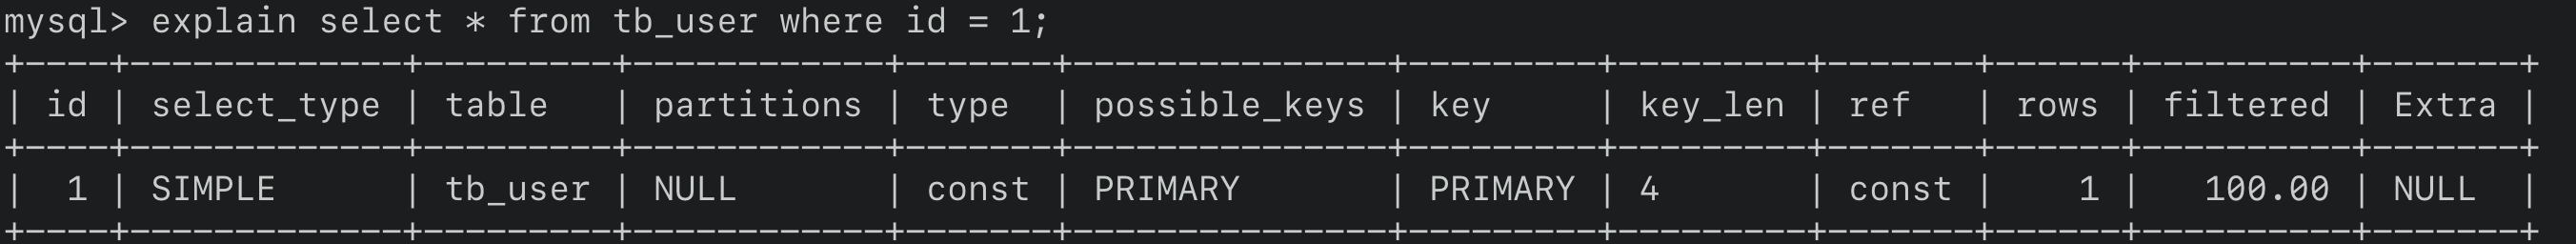 mysql> explain select * from tb_user where id = 1;
+----+-------------+---------+------------+-------+---------------+---------+---------+-------+------+----------+-------+
| id | select_type | table   | partitions | type  | possible_keys | key     | key_len | ref   | rows | filtered | Extra |
+----+-------------+---------+------------+-------+---------------+---------+---------+-------+------+----------+-------+
|  1 | SIMPLE      | tb_user | NULL       | const | PRIMARY       | PRIMARY | 4       | const |    1 |   100.00 | NULL  |
+----+-------------+---------+------------+-------+---------------+---------+---------+-------+------+----------+-------+